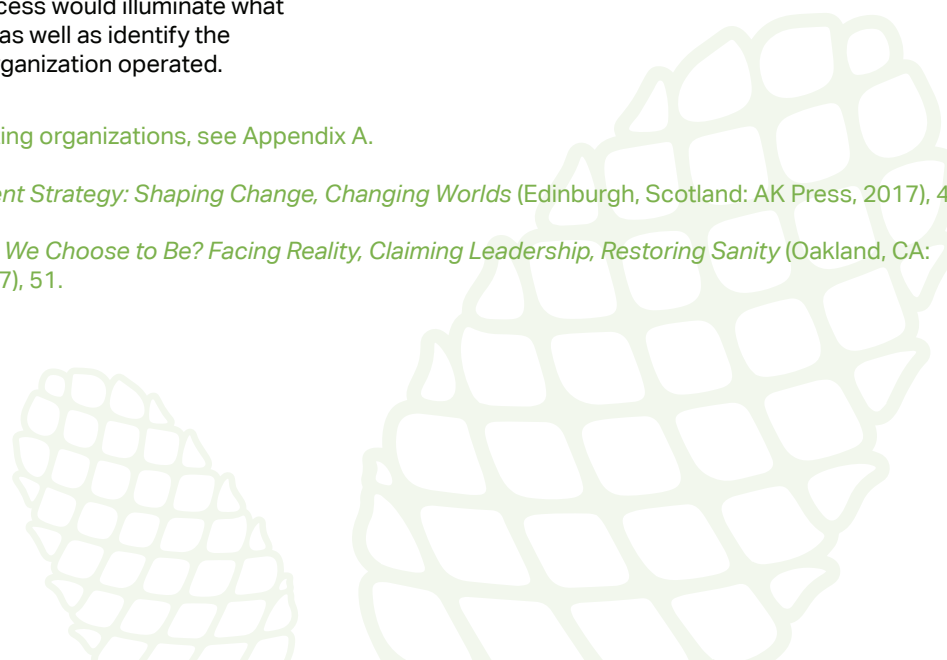 cess would illuminate what
as well as identify the
ganization operated.
ing organizations, see Appendix A.
ent Strategy: Shaping Change, Changing Worlds (Edinburgh, Scotland: AK Press, 2017), 4
We Choose to Be? Facing Reality, Claiming Leadership, Restoring Sanity (Oakland, CA:
7), 51.